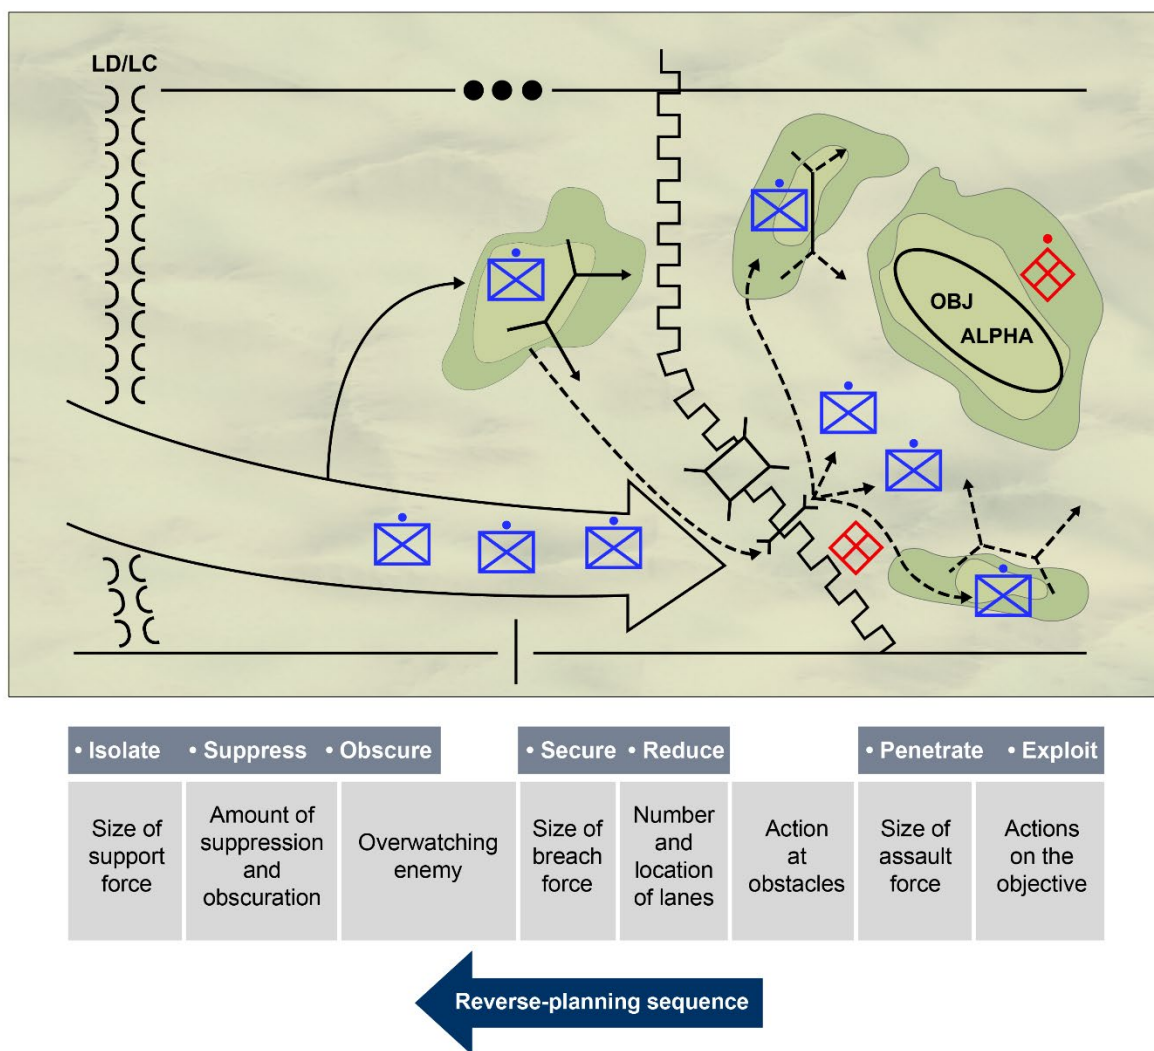 LD/LC
OBJ
ALPHA
• Isolate • Suppress • Obscure
• Secure • Reduce
• Penetrate • Exploit
Size of
support
force
Amount of
suppression
and
obscuration
Overwatching
enemy
Size of
breach
force
Number
and
location
of lanes
Action
at
obstacles
Size of
assault
force
Actions
on the
objective
Reverse-planning sequence